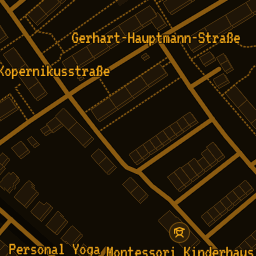 Gerhart-Hauptmann-Straße
Kopernikusstraße
Personal Yoga
Montessori Kinderhaus